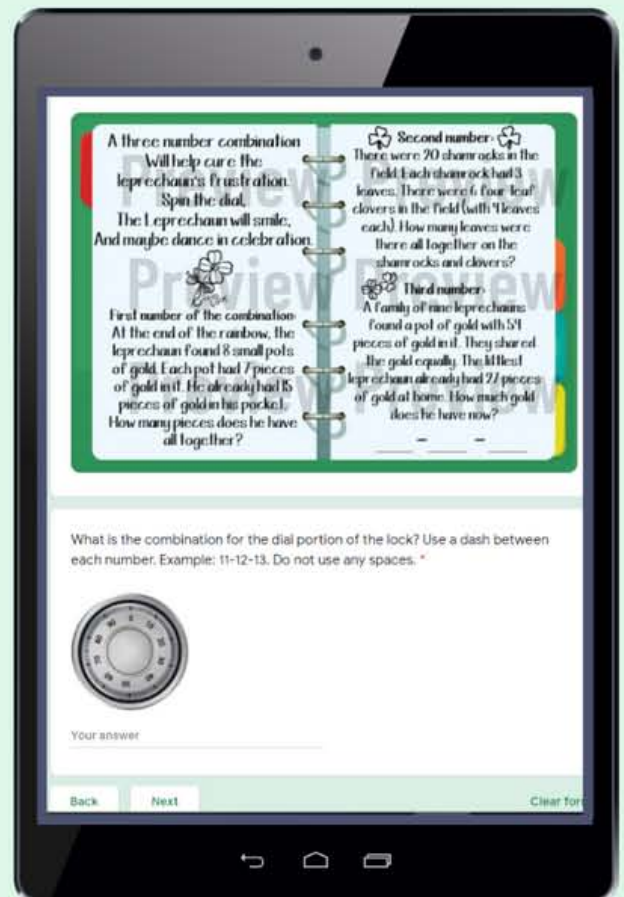 A three number combination
Will help cure the
leprechaun's frustration.
Spin the dial,
The Leprechaun will smile,
And maybe dance in celebration.
First number of the combination:
At the end of the rainbow, the
leprechaun found 8 small pots
of gold. Each pot had 7 pieces
of gold in it. He already had 15
pieces of gold in his pocket.
How many pieces does he have
all together?
Second number:
There were 20 shamrocks in the
field. Each shamrock had 3
leaves. There were 6 four-leaf
clovers in the field (with 4 leaves
each). How many leaves were
there all together on the
shamrocks and clovers?
Third number:
A family of nine leprechauns
found a pot of gold with 54
pieces of gold in it. They shared
the gold equally. The littlest
leprechaun already had 27 pieces
of gold at home. How much gold
does he have now?
___-___-___
Preview Preview
Preview Preview
Preview Preview
What is the combination for the dial portion of the lock? Use a dash between
each number. Example: 11-12-13. Do not use any spaces. *
Your answer
Back Next Clear for